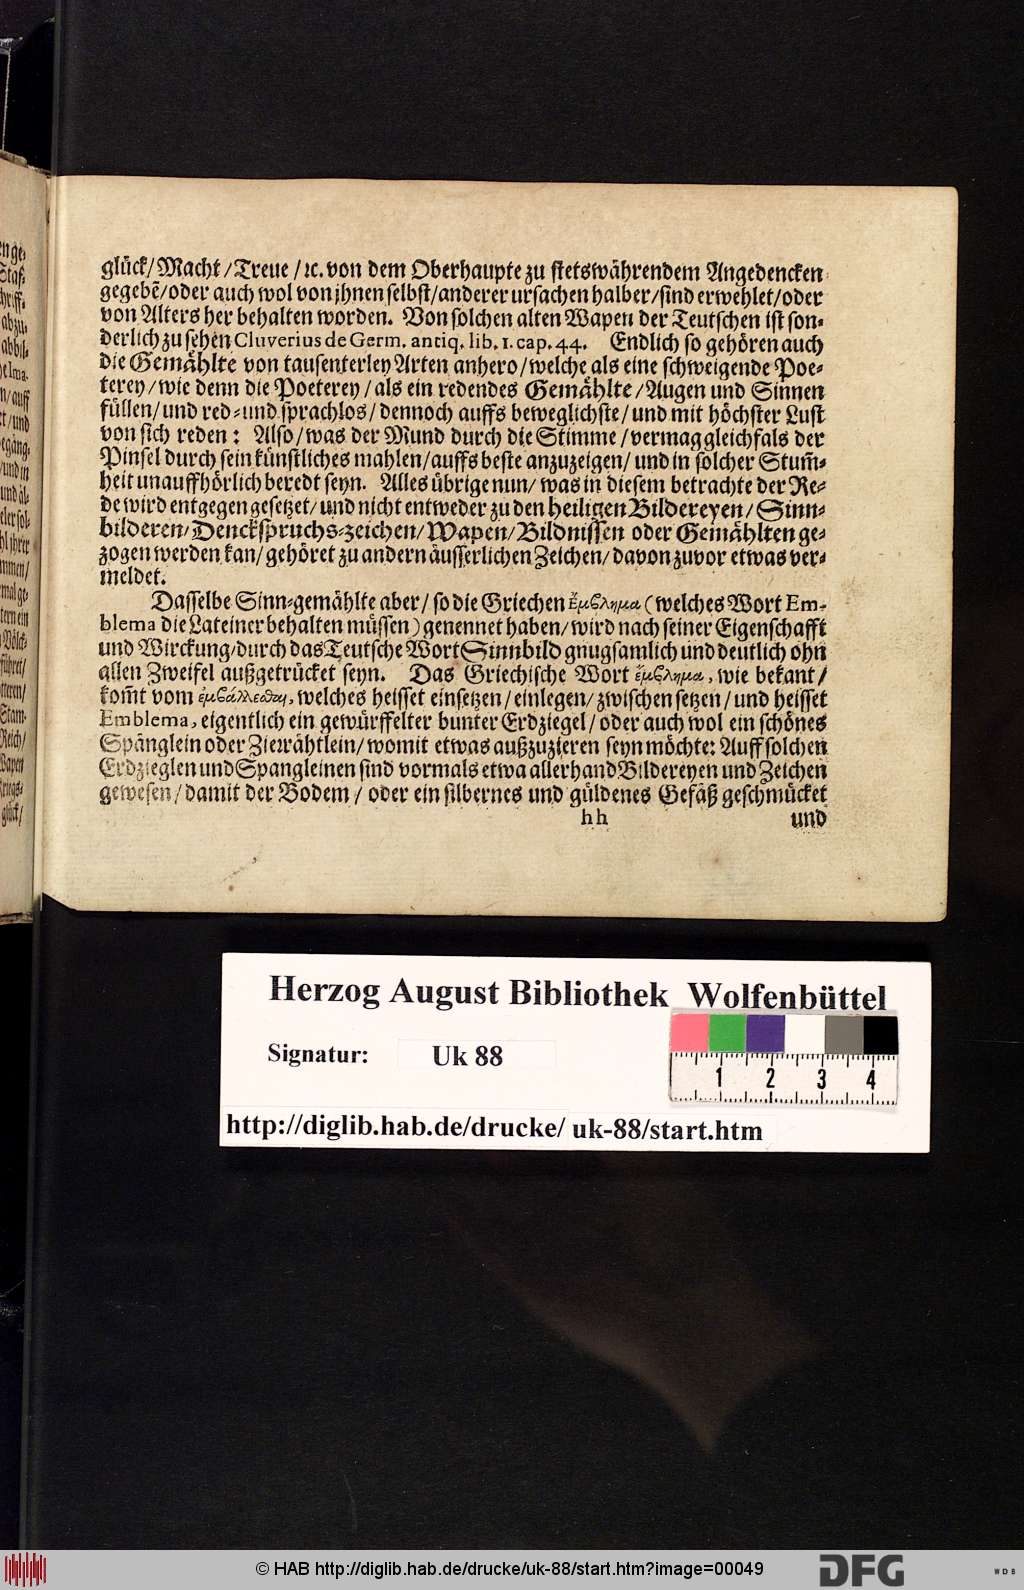 glück/ Macht /Treue / ꝛc. von dem Oberhaupte zu stetswährendem Angedencken
gegebē/oder auch wol von jhnen selbst/anderer ursachen halber/sind erwehlet/oder
von Alters her behalten worden. Von solchen alten Wapen der Teutschen ist son-
derlich zu sehen Cluverius de Germ. antiq. lib. 1. cap. 44. Endlich so gehören auch
die Gemählte von tausenterley Arten anhero/welche als eine schweigende Poe-
terey/wie denn die Poeterey/als ein redendes Gemählte/Augen und Sinnen
füllen/und red-und sprachlos/dennoch auffs beweglichste/und mit höchster Lust
von sich reden: Also/was der Mund durch die Stimme/vermag gleichfals der
Pinsel durch sein künstliches mahlen/auffs beste anzuzeigen/ und in solcher Stum̄-
heit unauffhörlich beredt seyn. Alles übrige nun/ was in diesem betrachte der Re-
de wird entgegen gesetzet/und nicht entweder zu den heiligen Bildereyen/Sinn-
bilderen/Denckspruchs-zeichen/Wapen/Bildnissen oder Gemählten ge-
zogen werden kan/gehöret zu andern äusserlichen Zeichen/davon zuvor etwas ver-
meldet.
Dasselbe Sinn-gemählte aber/ so die Griechen ἔμβλημα (welches Wort Em-
blema die Lateiner behalten müssen) genennet haben/wird nach seiner Eigenschafft
und Wirckung/durch das Teutsche Wort Sinnbild gnugsamlich und deutlich ohn
allen Zweifel außgetrücket seyn. Das Griechische Wort ἔμβλημα, wie bekant/
kom̄t vom ἐμβάλλεσθαι, welches heisset einsetzen/einlegen/zwischensetzen/und heisset
Emblema, eigentlich ein gewürffelter bunter Erdziegel/oder auch wol ein schönes
Spänglein oder Zierrähtlein/womit etwas außzuzieren seyn möchte: Auff solchen
Erdzieglen und Spangleinen sind vormals etwa allerhand Bildereyen und Zeichen
gewesen/damit der Bodem/ oder ein silbernes und güldenes Gefäß geschmücket
hh und
Herzog August Bibliothek Wolfenbüttel
Signatur: Uk 88
1 2 3 4
http://diglib.hab.de/drucke/ uk-88/start.htm
© HAB http://diglib.hab.de/drucke/uk-88/start.htm?image=00049
DFG
WDB